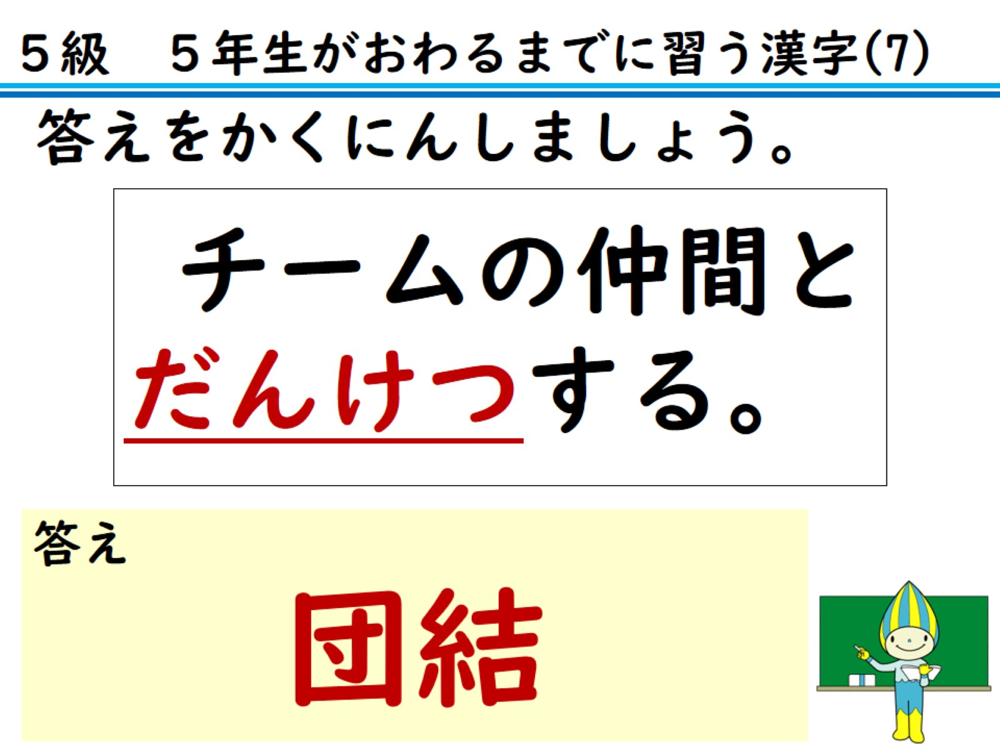 ５級　５年生がおわるまでに習う漢字(7)
答えをかくにんしましょう。
チームの仲間と
だんけつする。
答え
団結